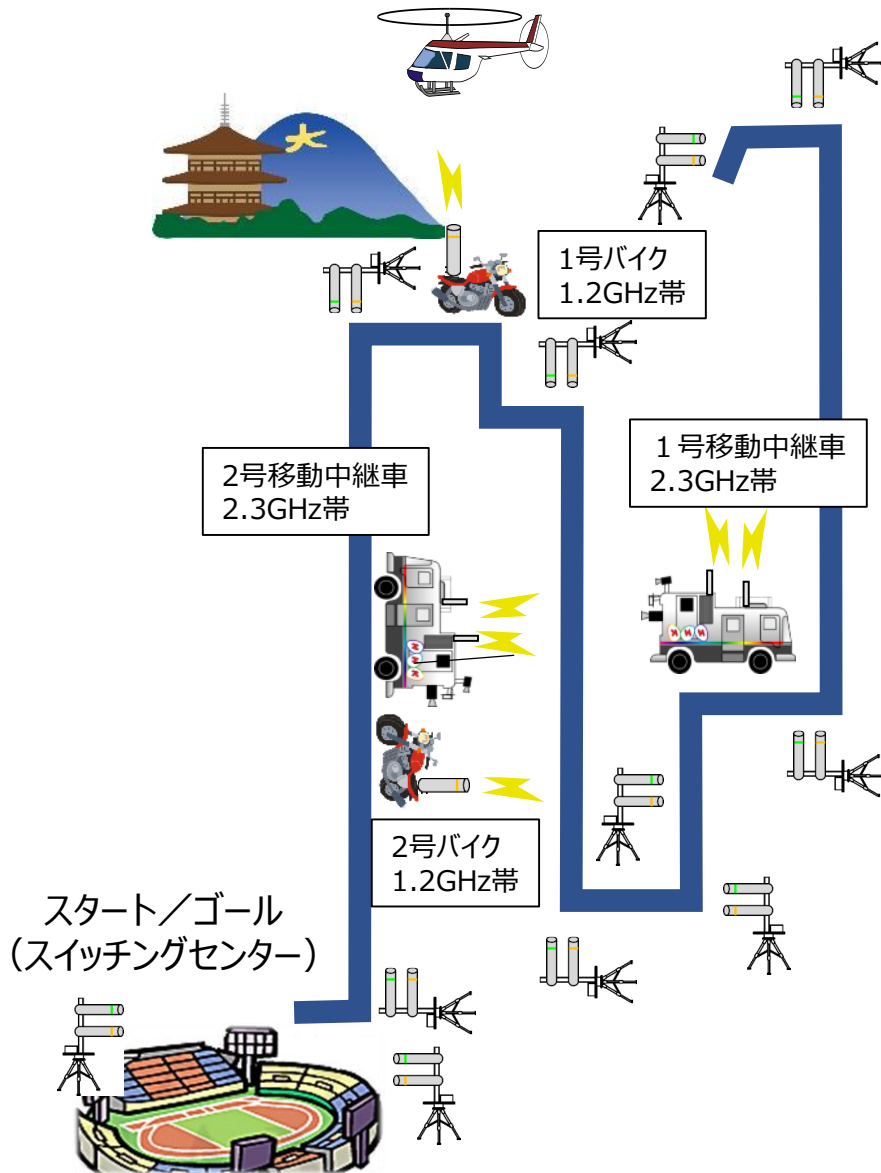 大
1号バイク
1.2GHz帯
2号移動中継車
2.3GHz帯
１号移動中継車
2.3GHz帯
2号バイク
1.2GHz帯
スタート／ゴール
（スイッチングセンター）